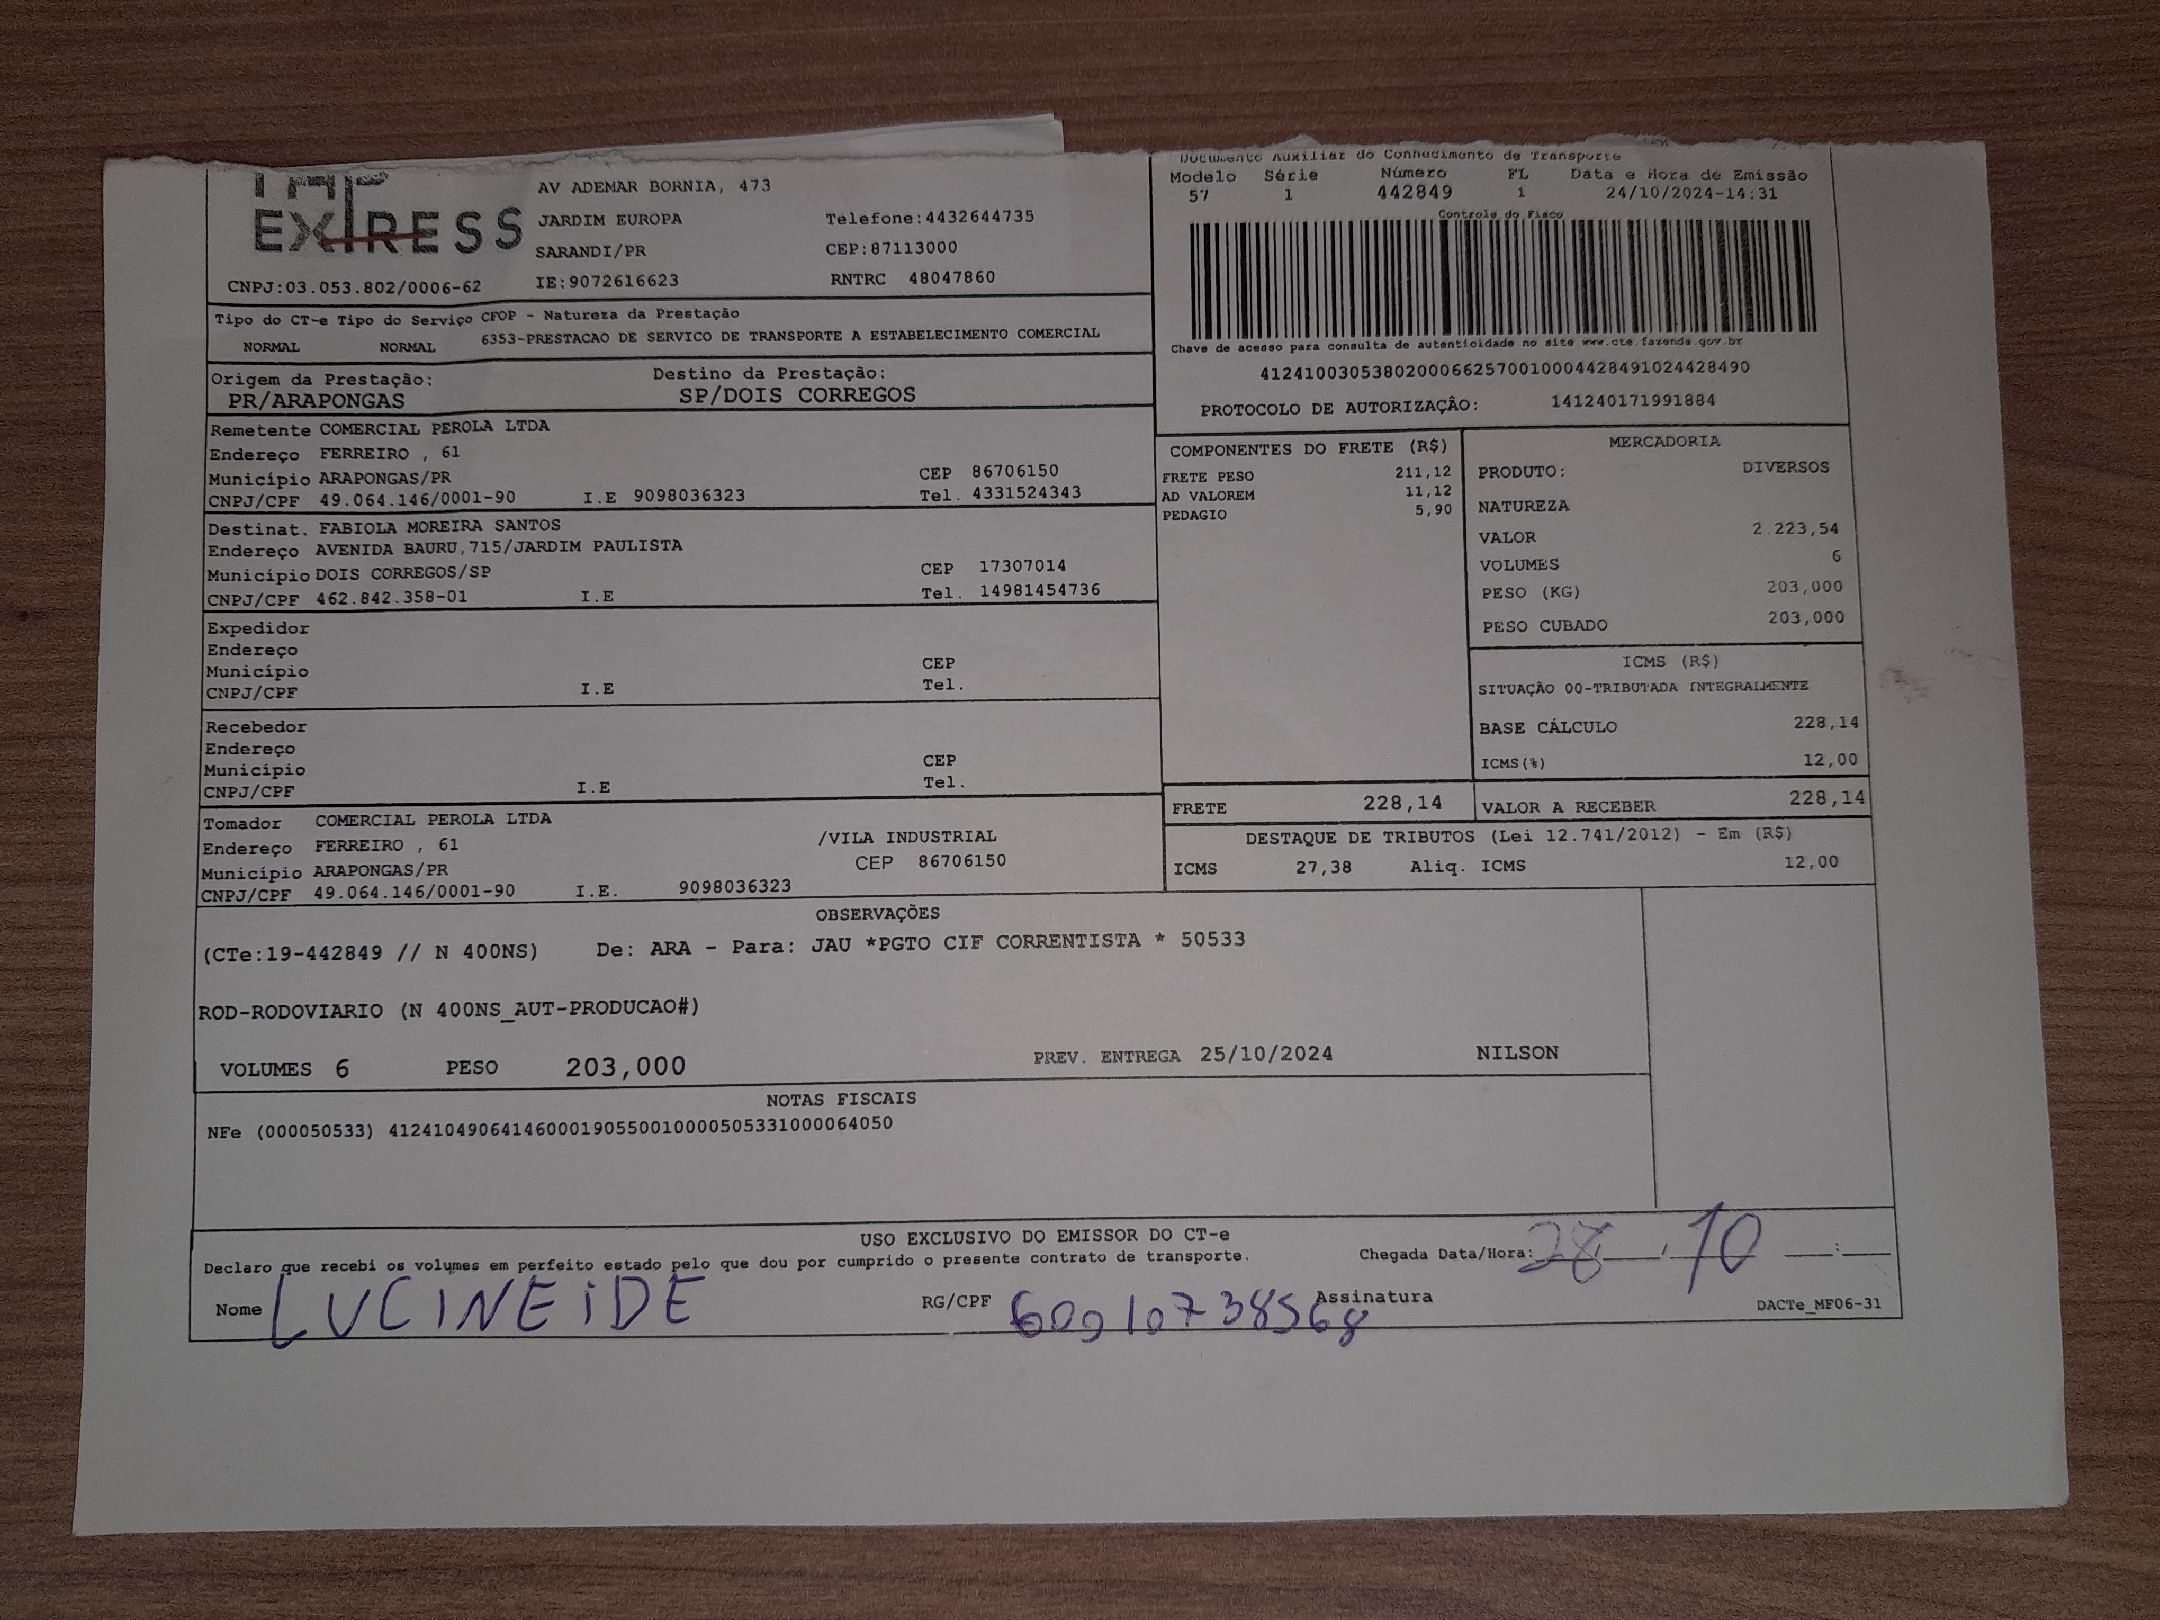 EXPRESS
CNPJ:03.053.802/0006-62
AV ADEMAR BORNIA, 473
JARDIM EUROPA
SARANDI/PR
IE:9072616623
Telefone:4432644735
CEP:87113000
RNTRC 48047860
Documento Auxiliar do Conhecimento de Transporte
Modelo Série Número FL Data e Hora de Emissão
57 1 442849 1 24/10/2024-14:31
Controle do Fisco
Chave de acesso para consulta de autenticidade no site www.cte.fazenda.gov.br
41241003053802000662570010004428491024428490
PROTOCOLO DE AUTORIZAÇÂO: 141240171991884
Tipo do CT-e Tipo do Serviço CFOP - Natureza da Prestação
NORMAL NORMAL 6353-PRESTACAO DE SERVICO DE TRANSPORTE A ESTABELECIMENTO COMERCIAL
Origem da Prestação: Destino da Prestação:
PR/ARAPONGAS SP/DOIS CORREGOS
Remetente COMERCIAL PEROLA LTDA
Endereço FERREIRO , 61
Município ARAPONGAS/PR CEP 86706150
CNPJ/CPF 49.064.146/0001-90 I.E 9098036323 Tel. 4331524343
Destinat. FABIOLA MOREIRA SANTOS
Endereço AVENIDA BAURU,715/JARDIM PAULISTA
Município DOIS CORREGOS/SP CEP 17307014
CNPJ/CPF 462.842.358-01 I.E Tel. 14981454736
Expedidor
Endereço
Município CEP
CNPJ/CPF I.E Tel.
Recebedor
Endereço
Município CEP
CNPJ/CPF I.E Tel.
Tomador COMERCIAL PEROLA LTDA
Endereço FERREIRO , 61 /VILA INDUSTRIAL
Município ARAPONGAS/PR CEP 86706150
CNPJ/CPF 49.064.146/0001-90 I.E. 9098036323
COMPONENTES DO FRETE (R$)
FRETE PESO 211,12
AD VALOREM 11,12
PEDAGIO 5,90
MERCADORIA
PRODUTO: DIVERSOS
NATUREZA
VALOR 2.223,54
VOLUMES 6
PESO (KG) 203,000
PESO CUBADO 203,000
ICMS (R$)
SITUAÇÃO 00-TRIBUTADA INTEGRALMENTE
BASE CÁLCULO 228,14
ICMS(%) 12,00
FRETE 228,14 VALOR A RECEBER 228,14
DESTAQUE DE TRIBUTOS (Lei 12.741/2012) - Em (R$)
ICMS 27,38 Aliq. ICMS 12,00
OBSERVAÇÕES
(CTe:19-442849 // N 400NS) De: ARA - Para: JAU *PGTO CIF CORRENTISTA * 50533
ROD-RODOVIARIO (N 400NS_AUT-PRODUCAO#)
VOLUMES 6 PESO 203,000 PREV. ENTREGA 25/10/2024 NILSON
NOTAS FISCAIS
NFe (000050533) 41241049064146000190550010000505331000064050
USO EXCLUSIVO DO EMISSOR DO CT-e
Declaro que recebi os volumes em perfeito estado pelo que dou por cumprido o presente contrato de transporte. Chegada Data/Hora: 28 / 10 :
Nome LUCINEIDE RG/CPF 60010738568 Assinatura
DACTe_MF06-31